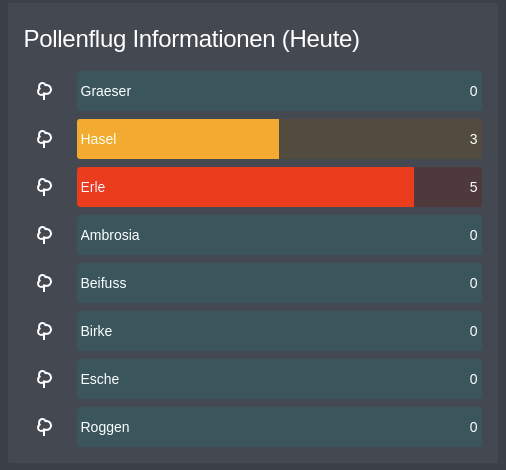 Pollenflug Informationen (Heute)
Graeser 0
Hasel 3
Erle 5
Ambrosia 0
Beifuss 0
Birke 0
Esche 0
Roggen 0